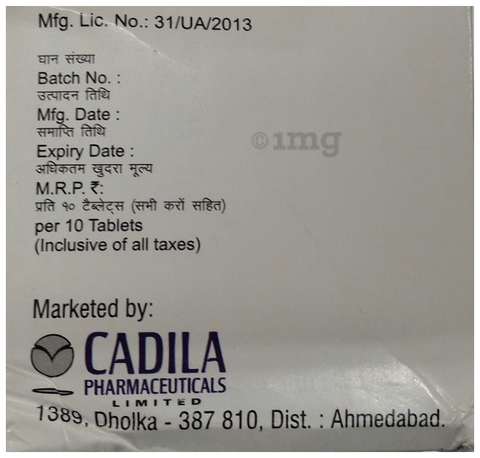 Mfg. Lic. No.: 31/UA/2013
घान संख्या
Batch No. :
उत्पादन तिथि
Mfg. Date :
समाप्ति तिथि
Expiry Date :
अधिकतम खुदरा मूल्य
M.R.P. ₹:
प्रति १० टैब्लेट्स (सभी करों सहित)
per 10 Tablets
(Inclusive of all taxes)
©1mg
Marketed by:
CADILA
PHARMACEUTICALS
LIMITED
1389, Dholka - 387 810, Dist. : Ahmedabad.